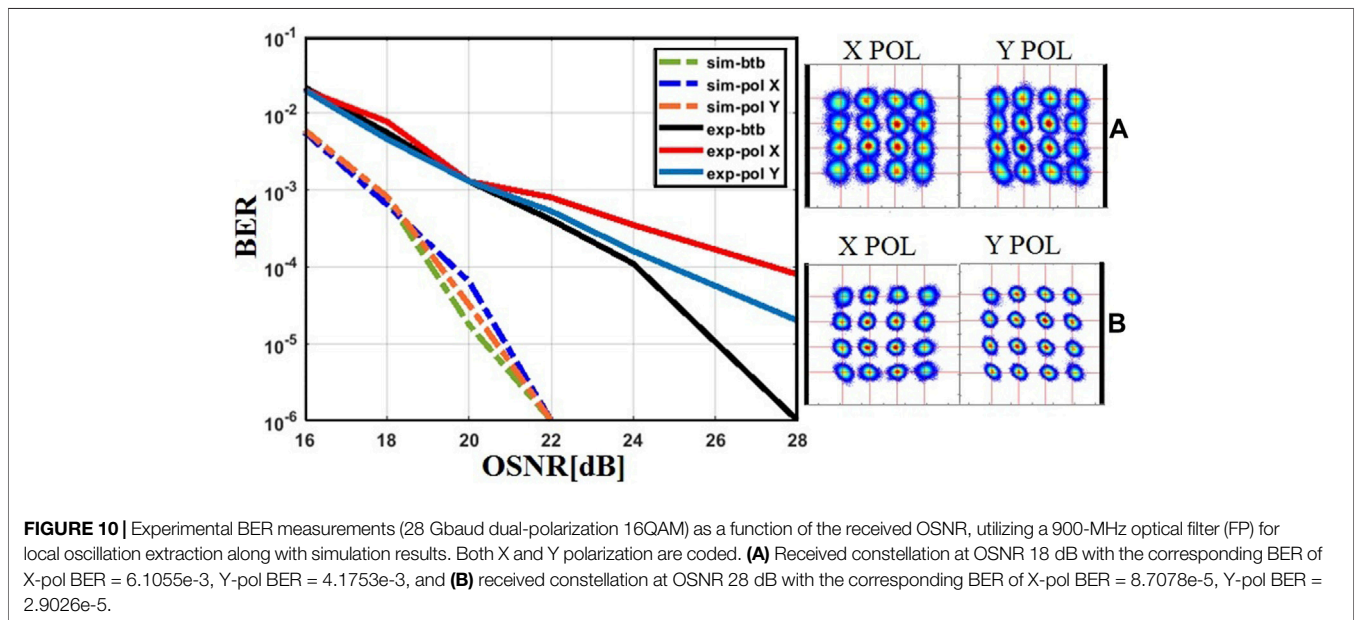 10^-1
10^-2
10^-3
10^-4
10^-5
10^-6
BER
16 18 20 22 24 26 28
OSNR[dB]
sim-btb
sim-pol X
sim-pol Y
exp-btb
exp-pol X
exp-pol Y
X POL Y POL
A
X POL Y POL
B
FIGURE 10 | Experimental BER measurements (28 Gbaud dual-polarization 16QAM) as a function of the received OSNR, utilizing a 900-MHz optical filter (FP) for
local oscillation extraction along with simulation results. Both X and Y polarization are coded. (A) Received constellation at OSNR 18 dB with the corresponding BER of
X-pol BER = 6.1055e-3, Y-pol BER = 4.1753e-3, and (B) received constellation at OSNR 28 dB with the corresponding BER of X-pol BER = 8.7078e-5, Y-pol BER =
2.9026e-5.